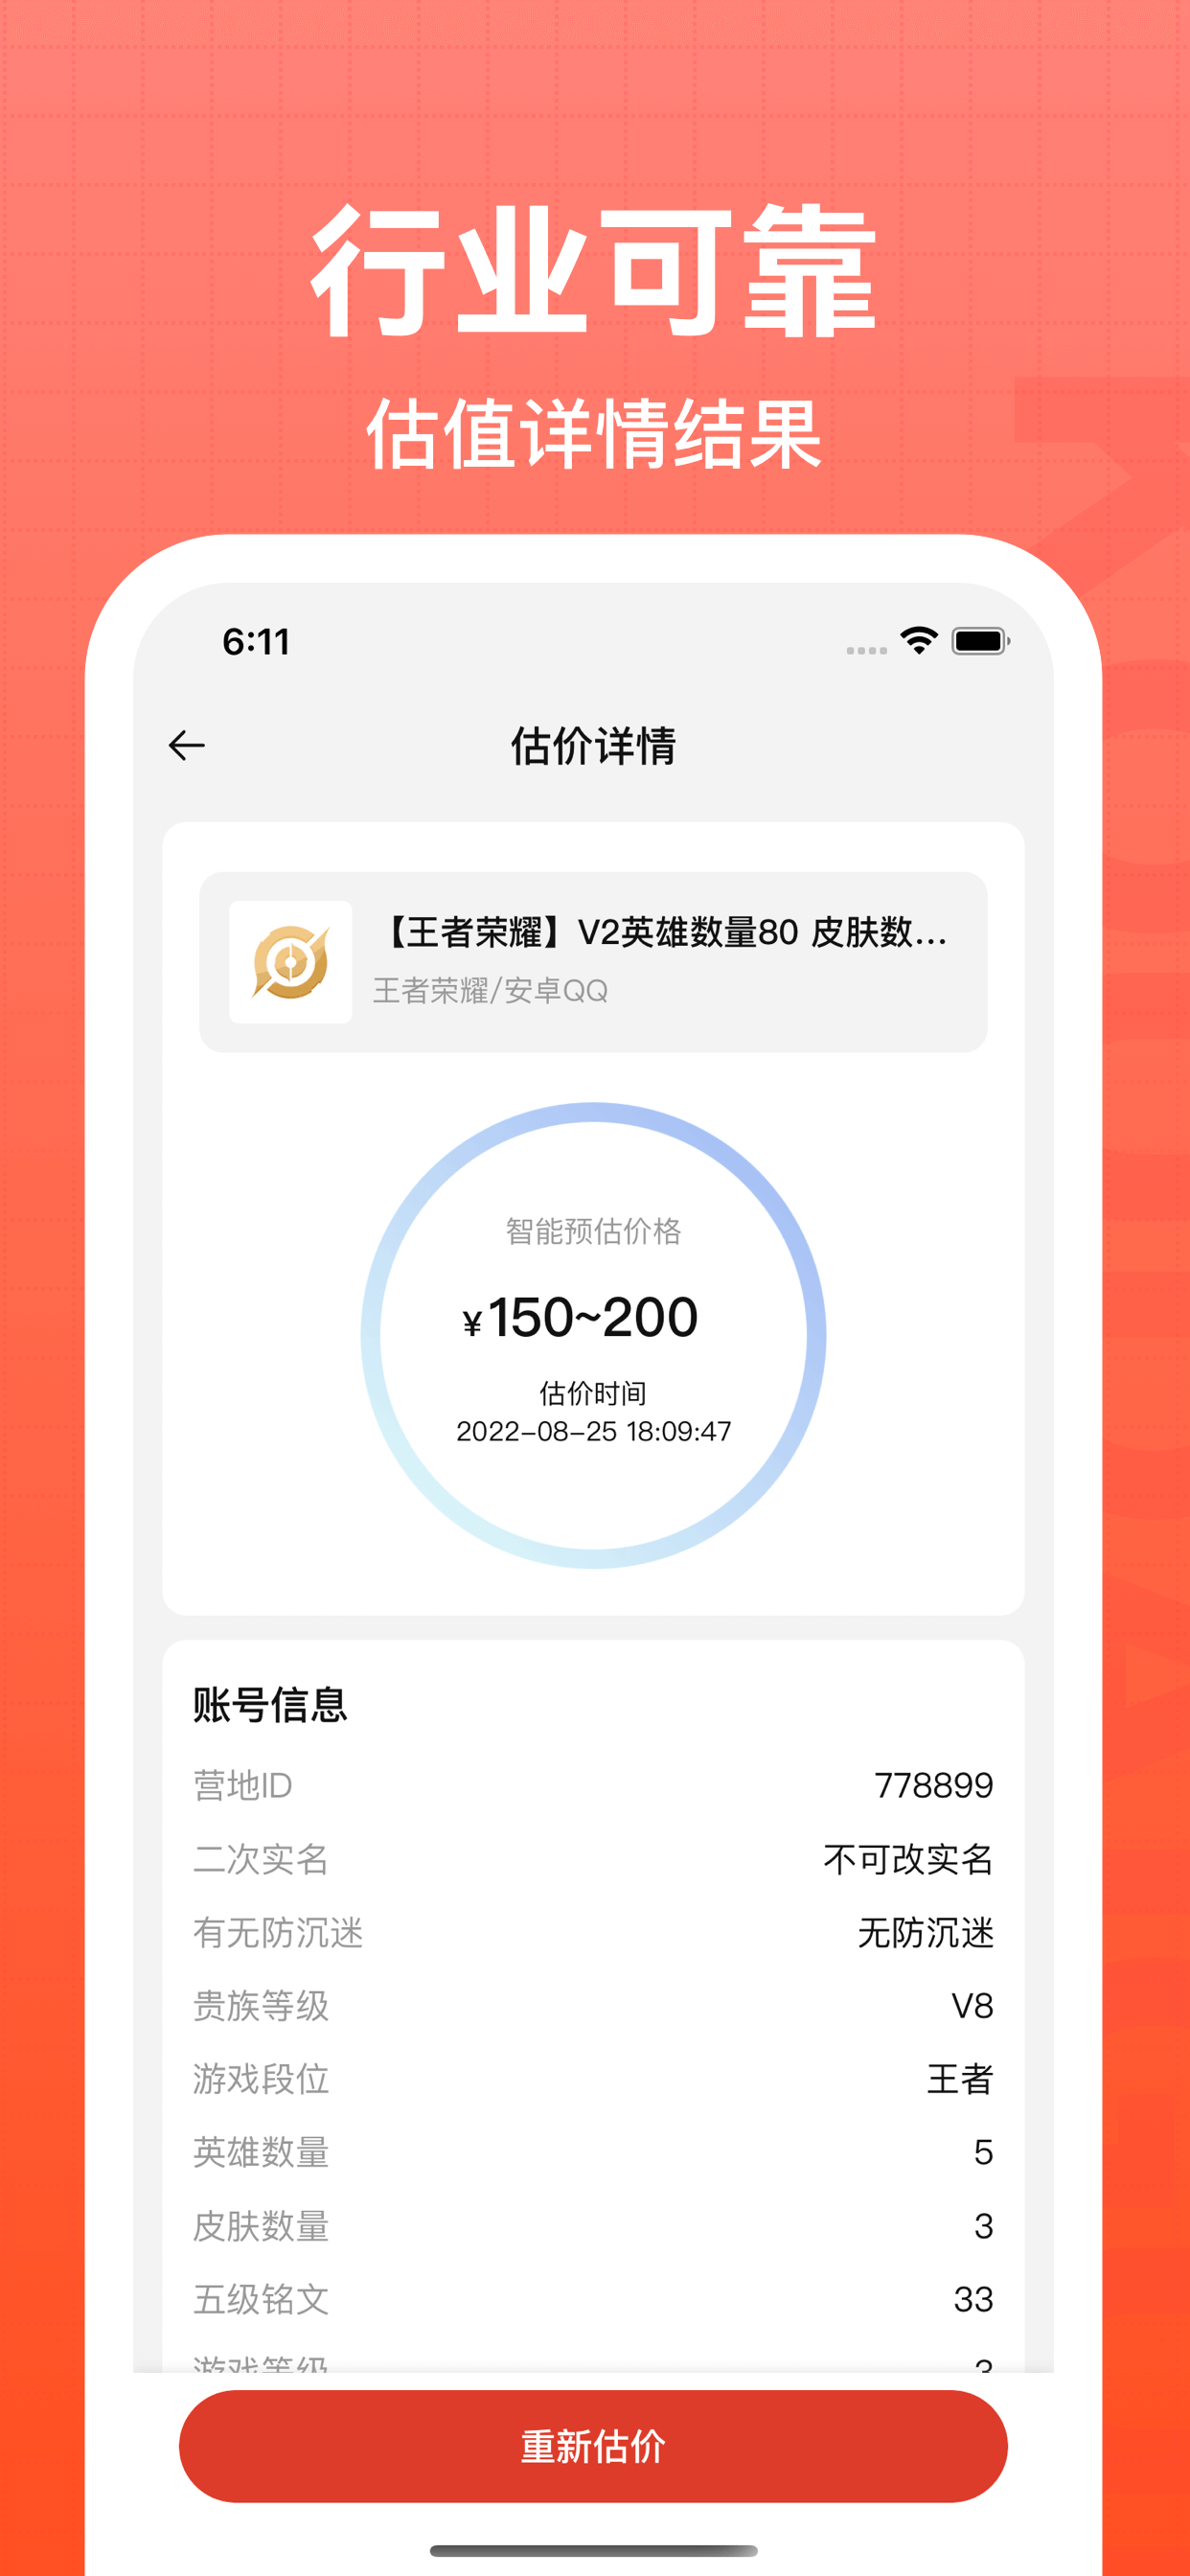 行业可靠
估值详情结果
6:11
估价详情
【王者荣耀】V2英雄数量80 皮肤数...
王者荣耀/安卓QQ
智能预估价格
¥150~200
估价时间
2022-08-25 18:09:47
账号信息
营地ID 778899
二次实名 不可改实名
有无防沉迷 无防沉迷
贵族等级 V8
游戏段位 王者
英雄数量 5
皮肤数量 3
五级铭文 33
游戏等级 3
重新估价